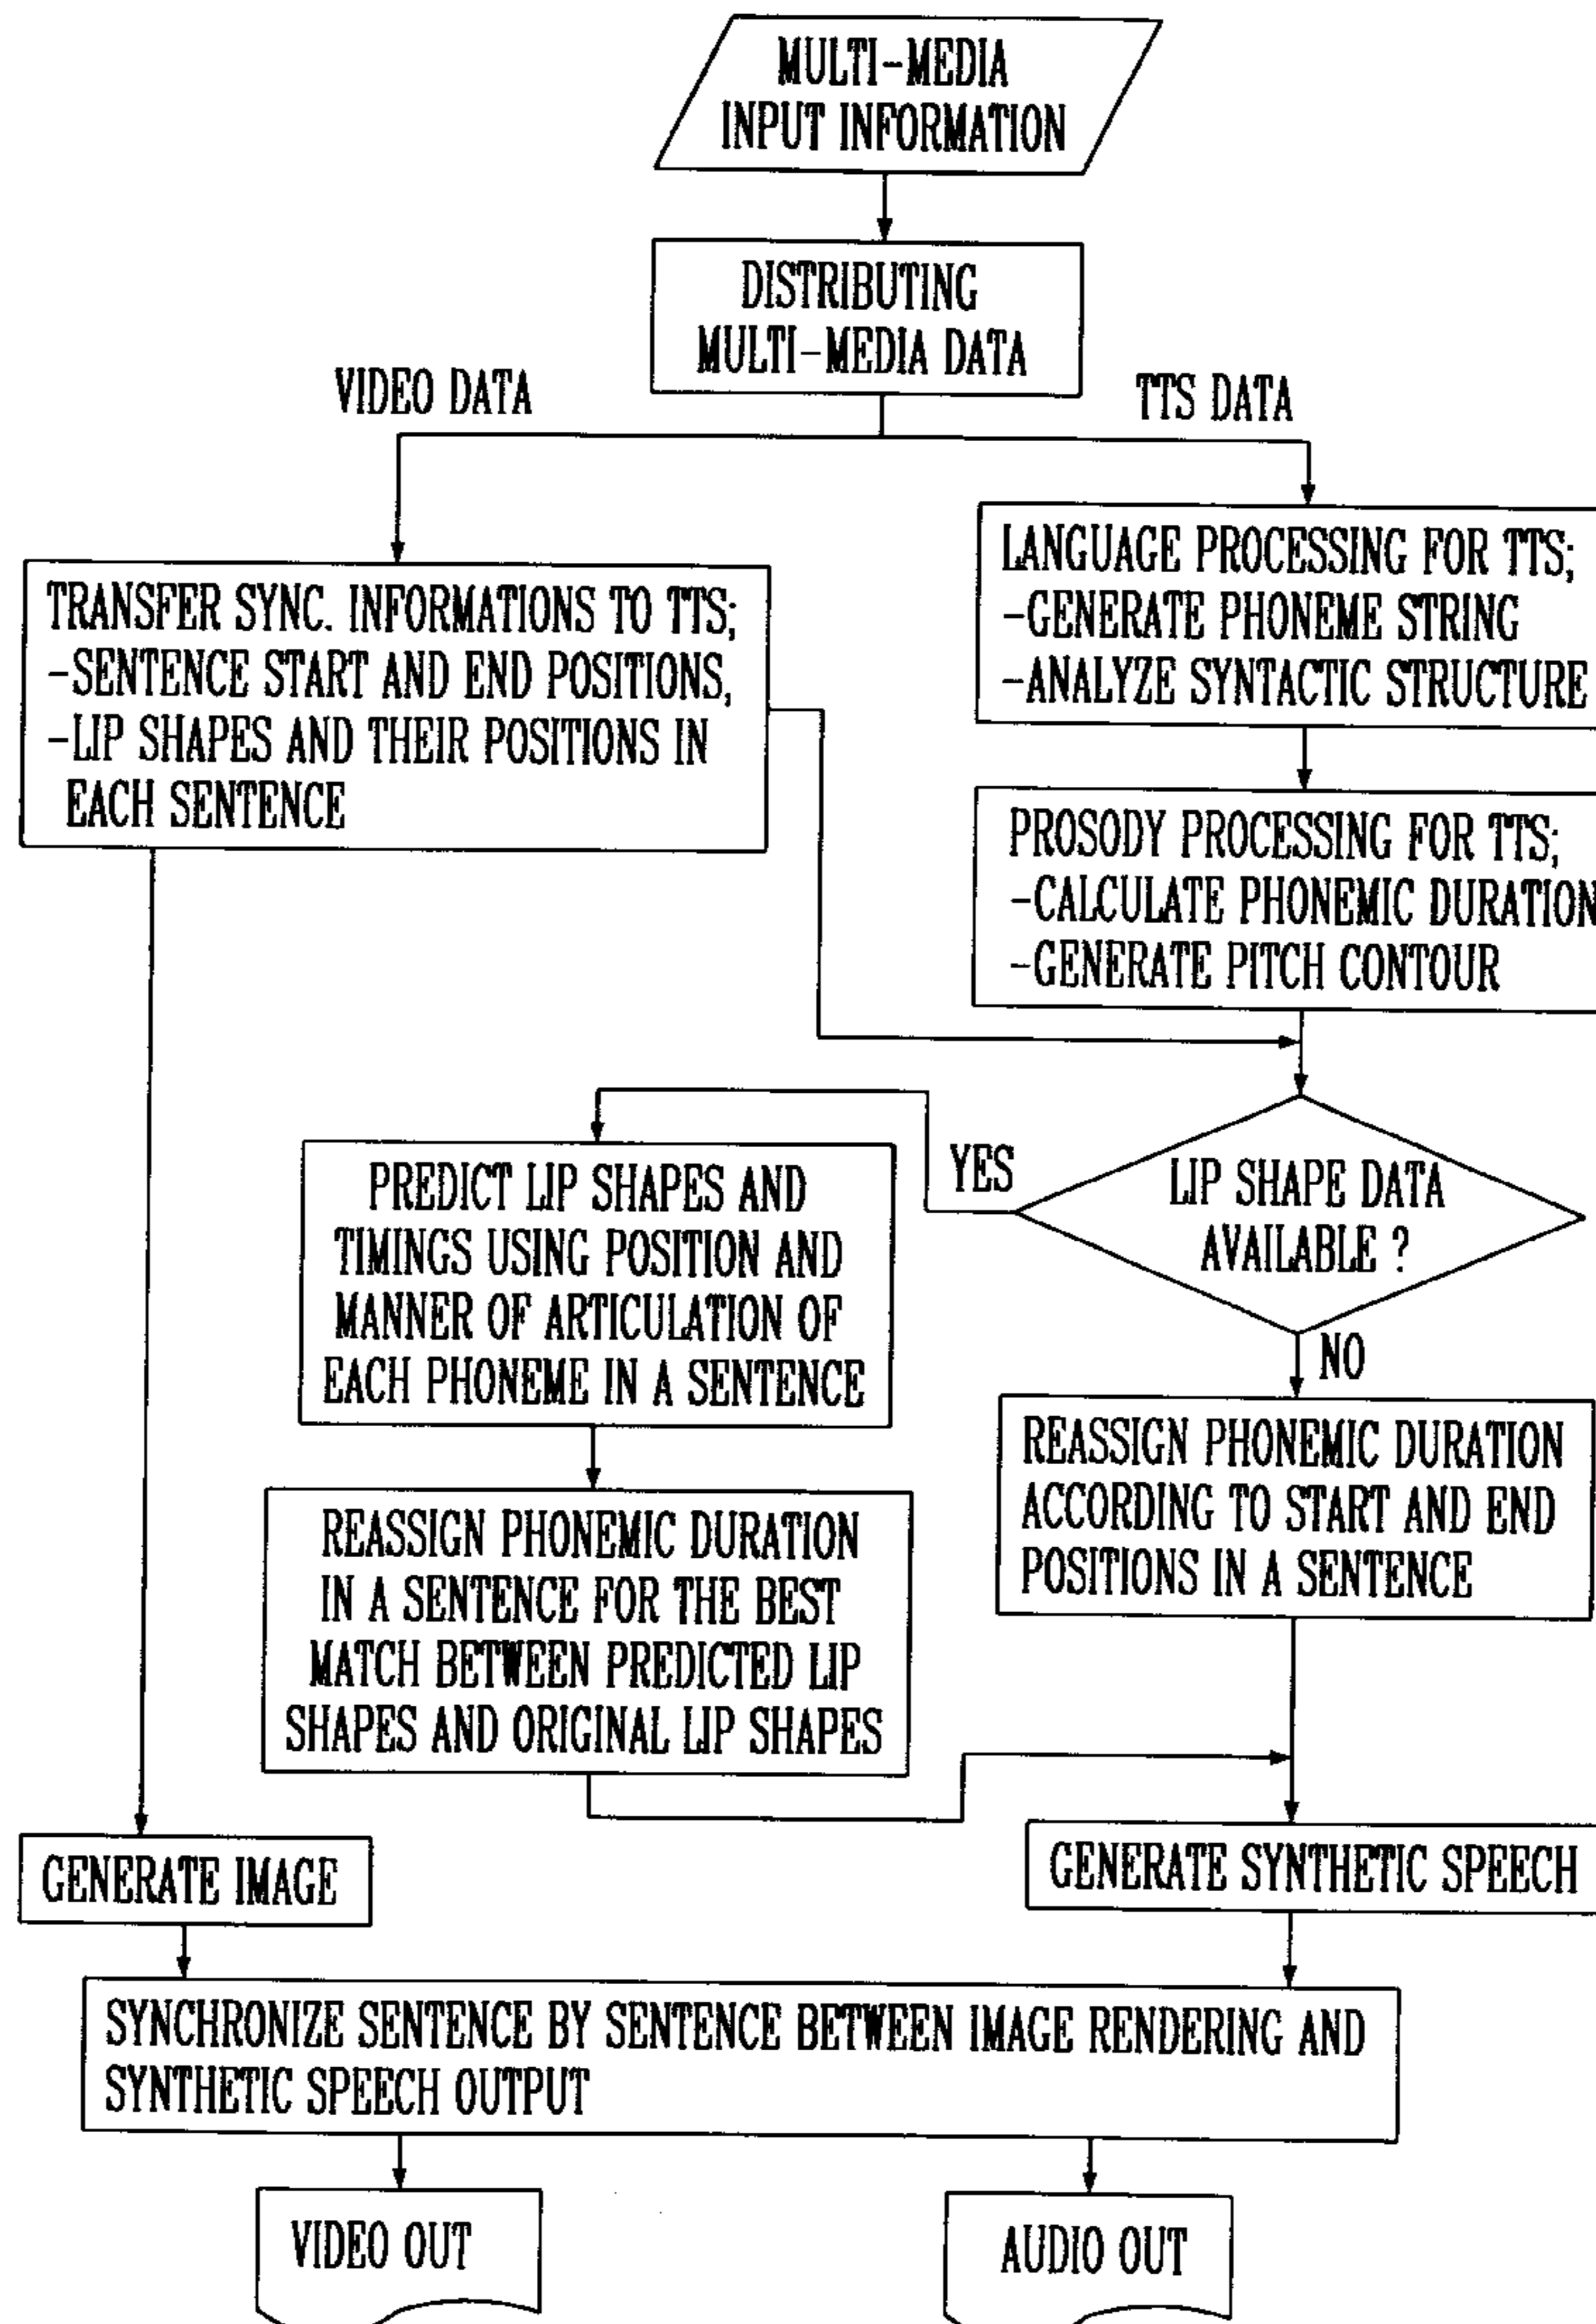 MULTI-MEDIA
INPUT INFORMATION
DISTRIBUTING
MULTI-MEDIA DATA
VIDEO DATA
TTS DATA
TRANSFER SYNC. INFORMATIONS TO TTS;
-SENTENCE START AND END POSITIONS,
-LIP SHAPES AND THEIR POSITIONS IN
EACH SENTENCE
LANGUAGE PROCESSING FOR TTS;
-GENERATE PHONEME STRING
-ANALYZE SYNTACTIC STRUCTURE
PROSODY PROCESSING FOR TTS;
-CALCULATE PHONEMIC DURATION
-GENERATE PITCH CONTOUR
LIP SHAPE DATA
AVAILABLE ?
YES
NO
PREDICT LIP SHAPES AND
TIMINGS USING POSITION AND
MANNER OF ARTICULATION OF
EACH PHONEME IN A SENTENCE
REASSIGN PHONEMIC DURATION
IN A SENTENCE FOR THE BEST
MATCH BETWEEN PREDICTED LIP
SHAPES AND ORIGINAL LIP SHAPES
REASSIGN PHONEMIC DURATION
ACCORDING TO START AND END
POSITIONS IN A SENTENCE
GENERATE IMAGE
GENERATE SYNTHETIC SPEECH
SYNCHRONIZE SENTENCE BY SENTENCE BETWEEN IMAGE RENDERING AND
SYNTHETIC SPEECH OUTPUT
VIDEO OUT
AUDIO OUT